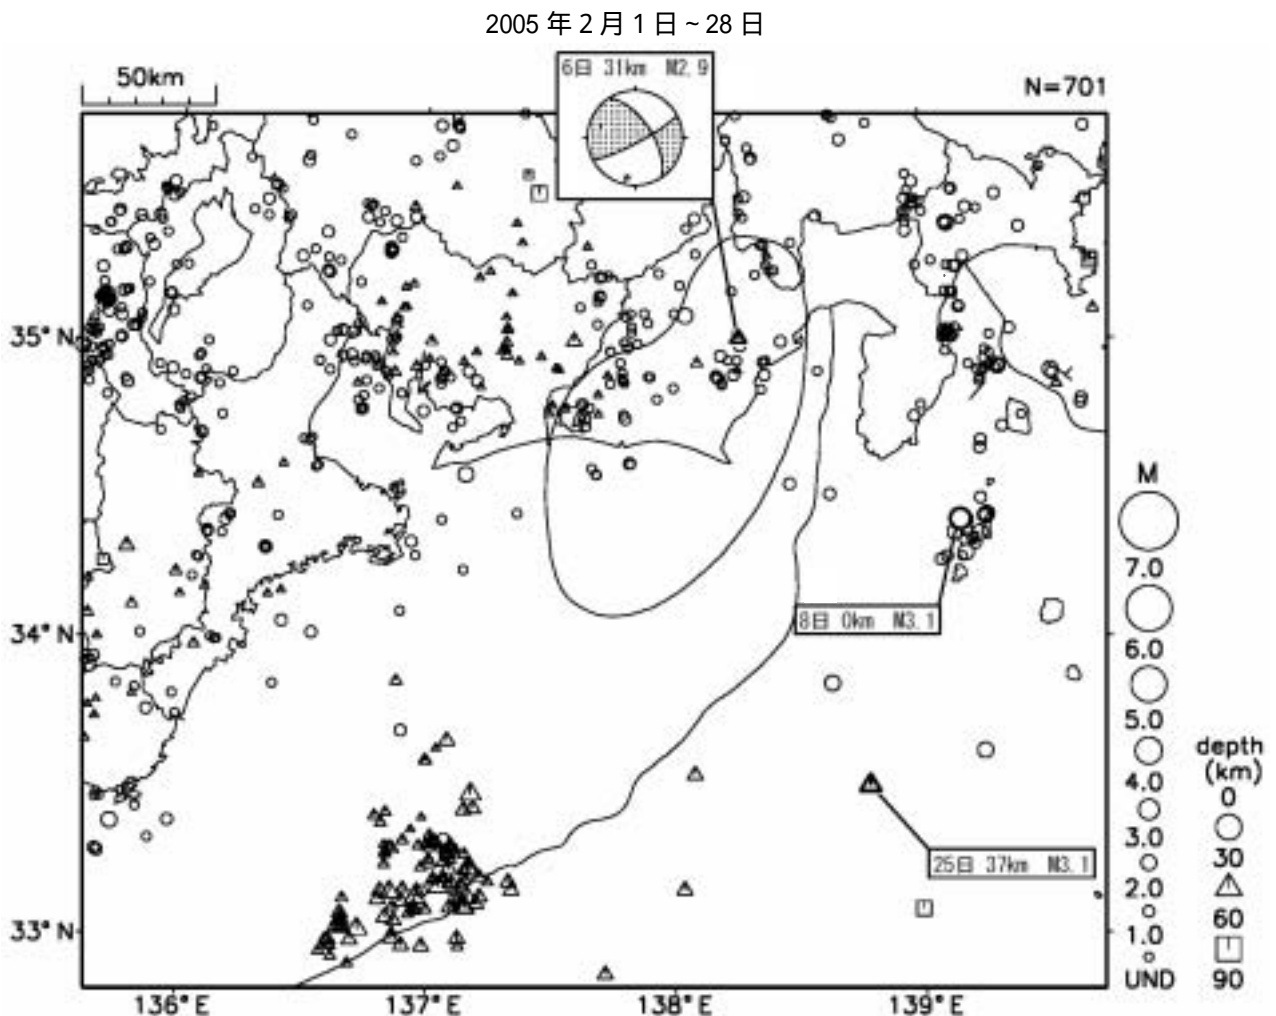 2005 年 2 月 1 日 ~ 28 日
50km
6日 31km M2.9
N=701
35°N
34°N
33°N
8日 0km M3.1
25日 37km M3.1
136°E
137°E
138°E
139°E
M
7.0
6.0
5.0
4.0
3.0
2.0
1.0
UND
depth
(km)
0
30
60
90